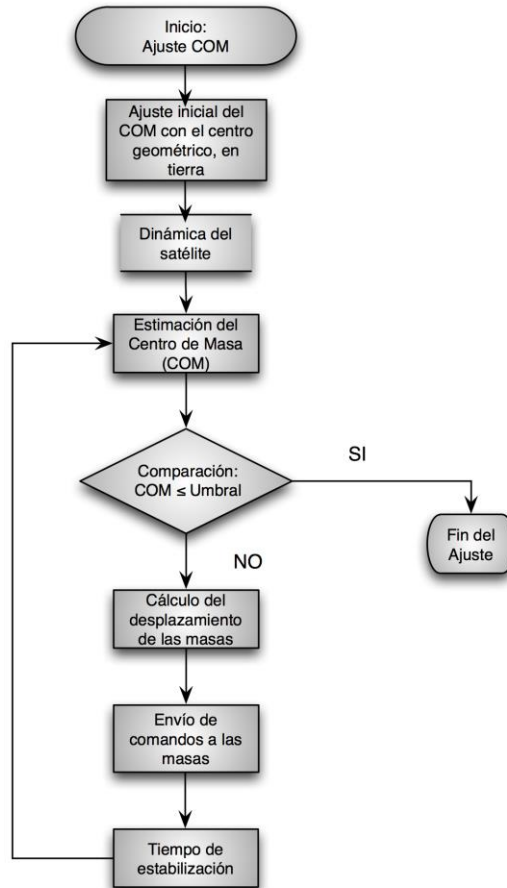 Inicio:
Ajuste COM
Ajuste inicial del
COM con el centro
geométrico, en
tierra
Dinámica del
satélite
Estimación del
Centro de Masa
(COM)
Comparación:
COM ≤ Umbral
SI
Fin del
Ajuste
NO
Cálculo del
desplazamiento
de las masas
Envío de
comandos a las
masas
Tiempo de
estabilización